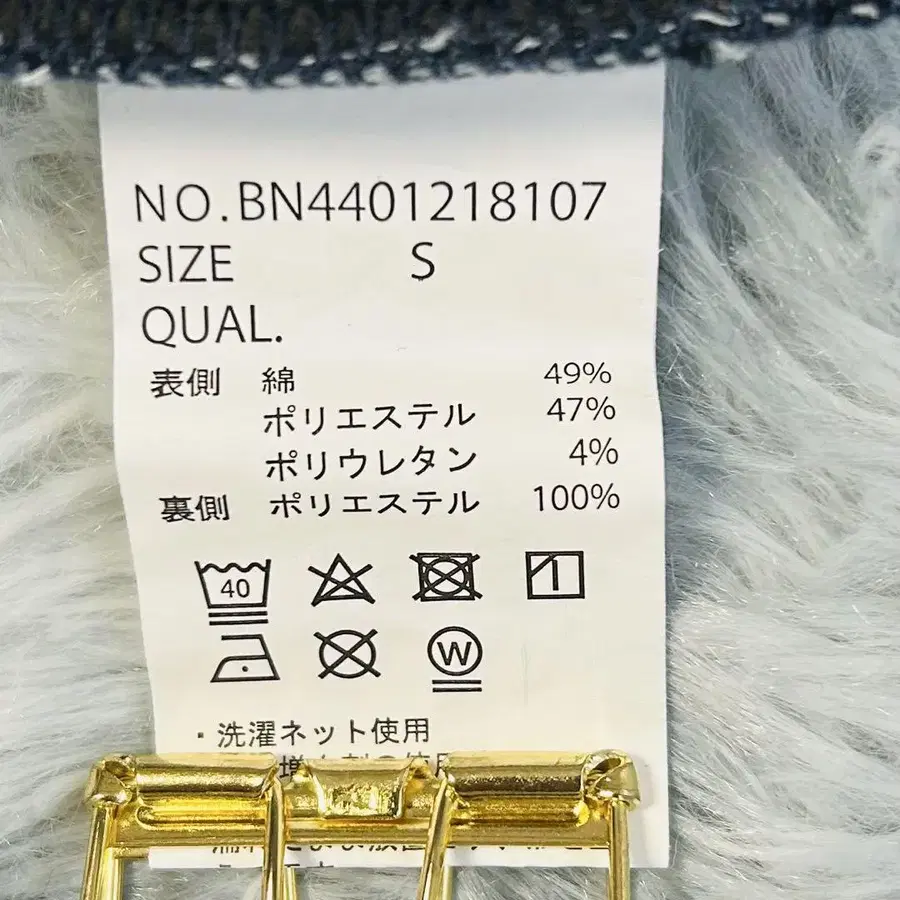 NO.BN4401218107
SIZE S
QUAL.
表側 綿 49%
ポリエステル 47%
ポリウレタン 4%
裏側 ポリエステル 100%
40
W
・洗濯ネット使用